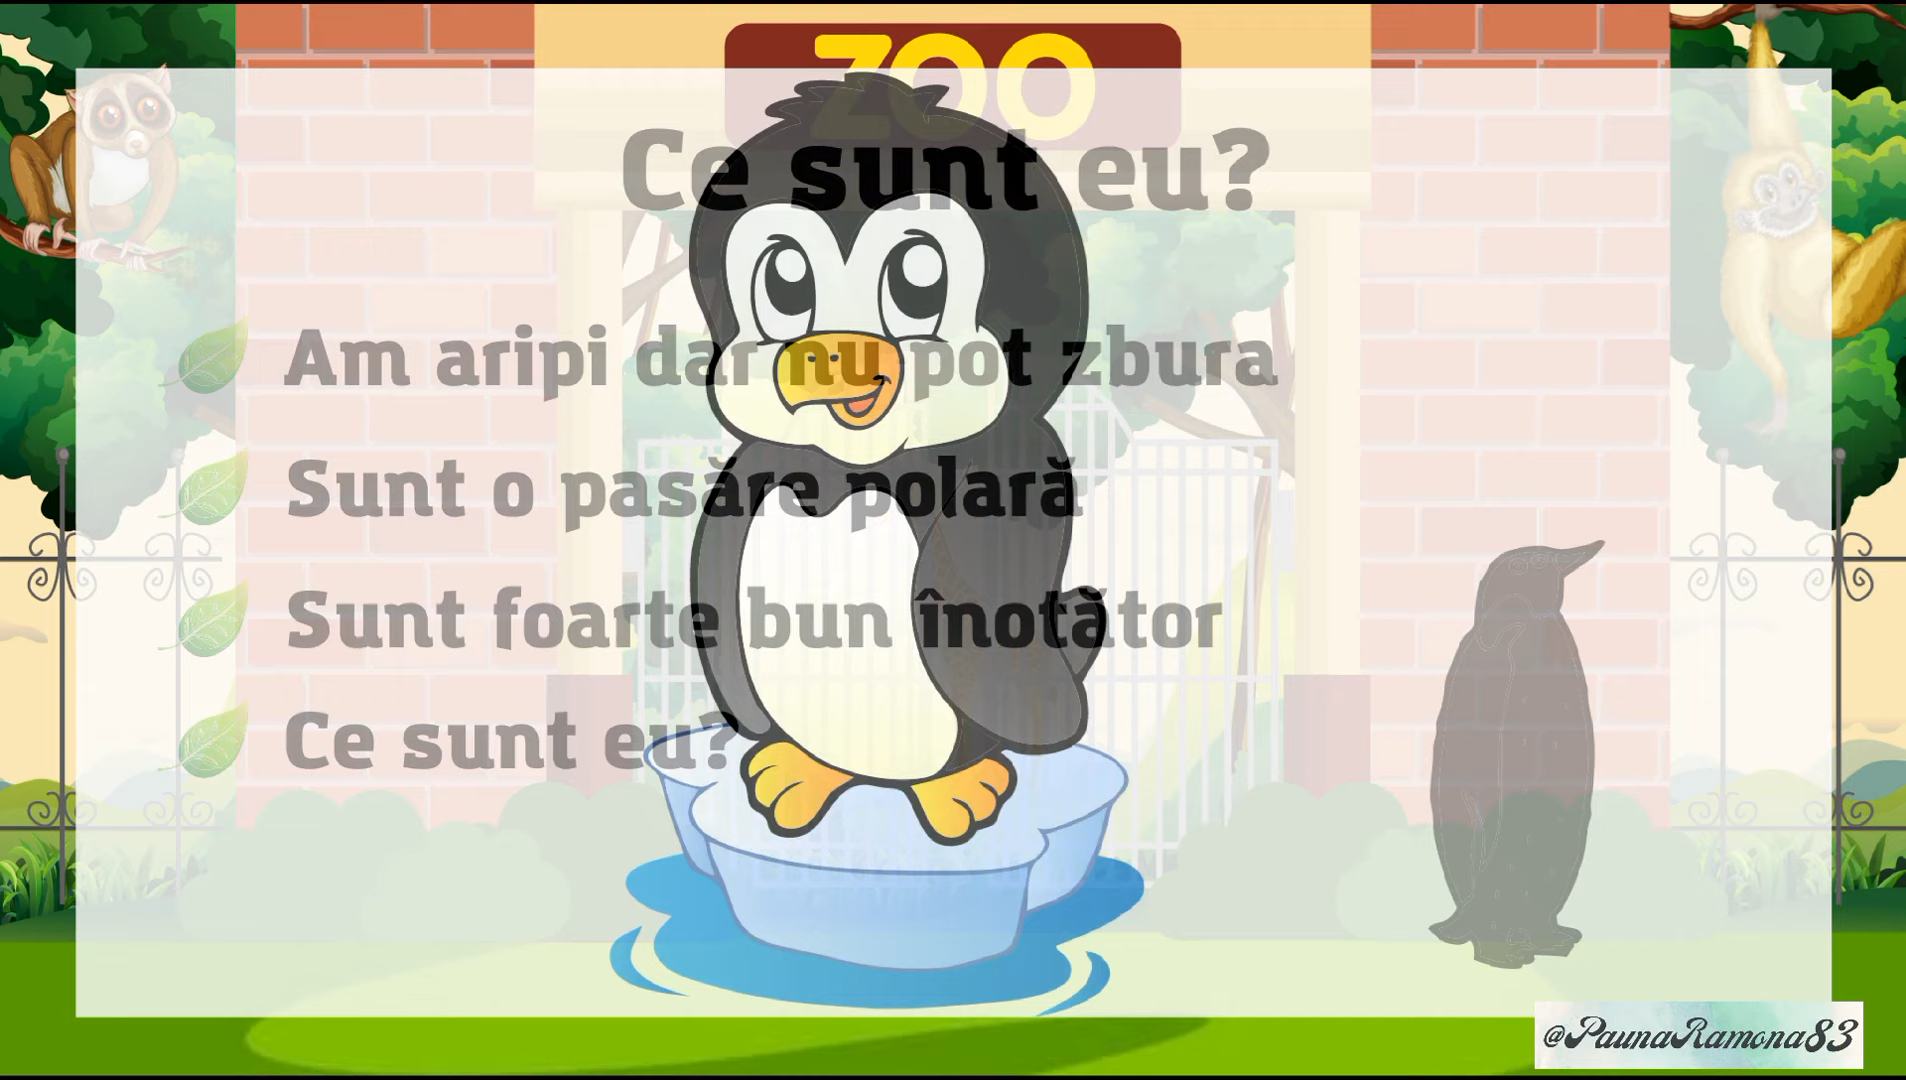 ZOO
Ce sunt eu?
Am aripi dar nu pot zbura
Sunt o pasăre polară
Sunt foarte bun înotător
Ce sunt eu?
@PaunaRamona83